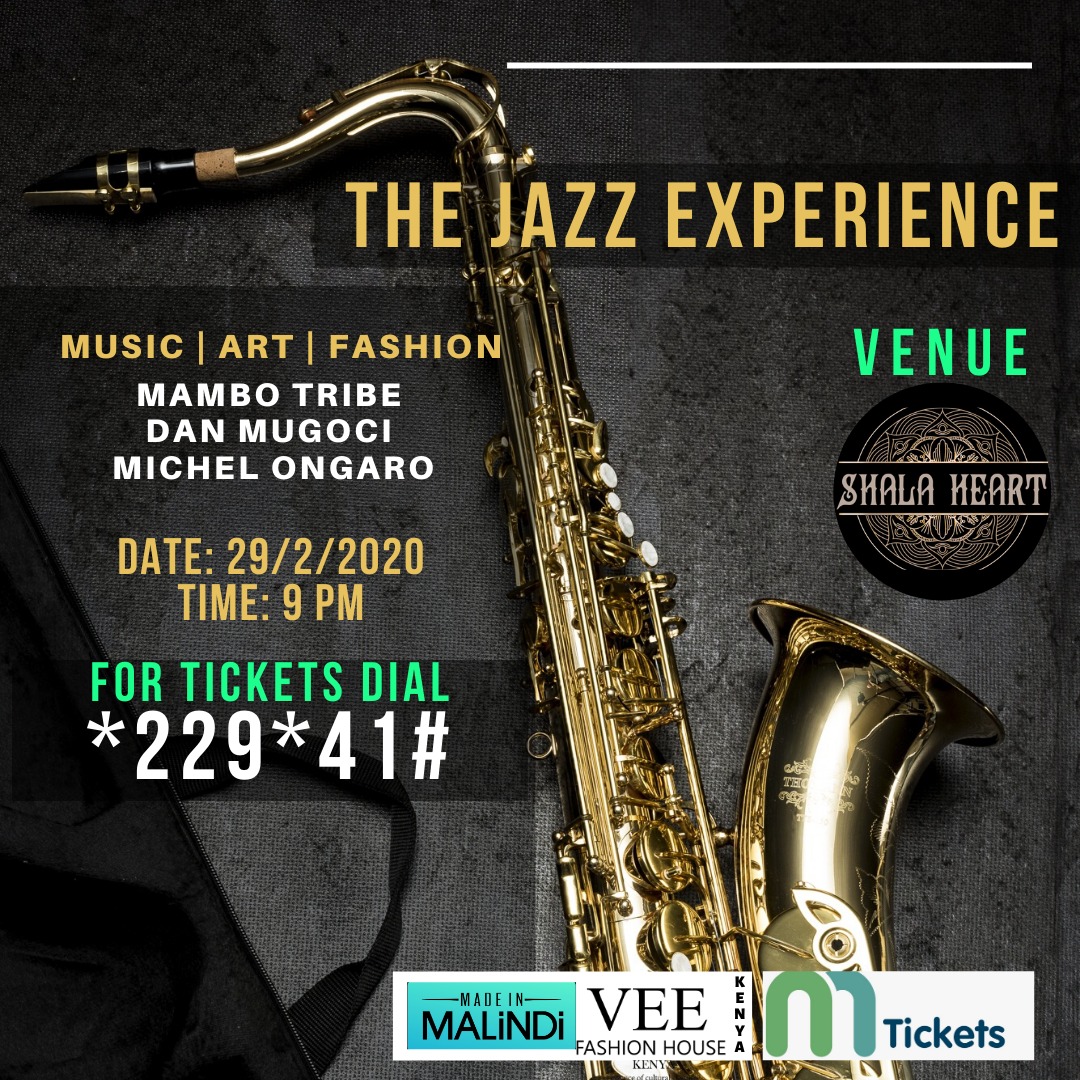 THE JAZZ EXPERIENCE
MUSIC | ART | FASHION
MAMBO TRIBE
DAN MUGOCI
MICHEL ONGARO
VENUE
SHALA HEART
DATE: 29/2/2020
TIME: 9 PM
FOR TICKETS DIAL
*229*41#
MADE IN
MALiNDi
VEE
FASHION HOUSE
KENYA
Tickets